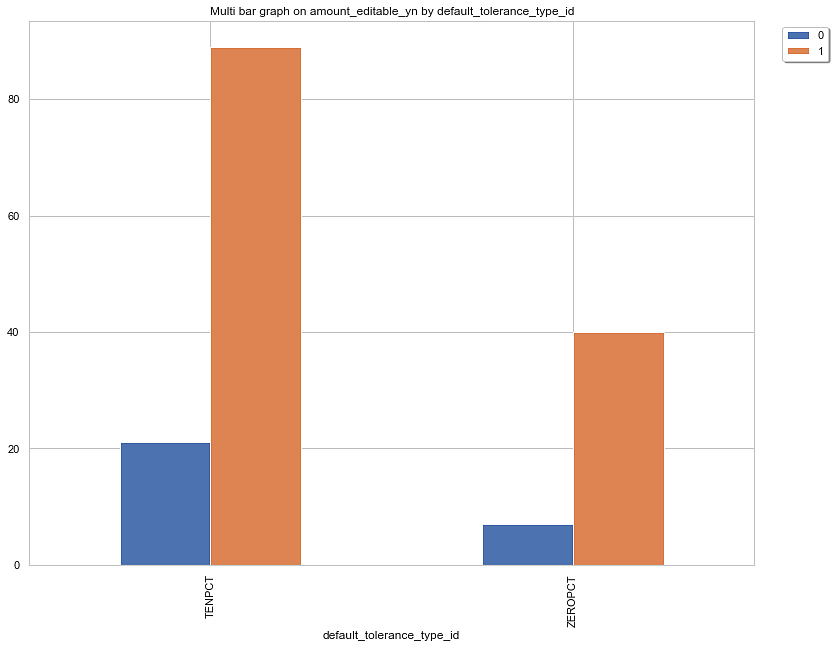 Multi bar graph on amount_editable_yn by default_tolerance_type_id
0
1
80
60
40
20
0
TENPCT
ZEROPCT
default_tolerance_type_id